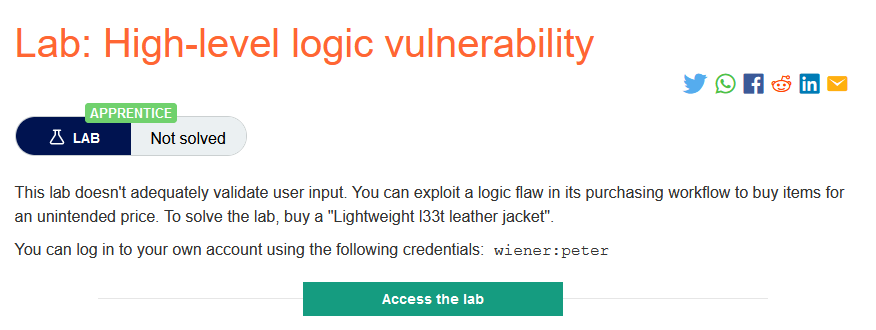 Lab: High-level logic vulnerability
APPRENTICE
LAB
Not solved
This lab doesn't adequately validate user input. You can exploit a logic flaw in its purchasing workflow to buy items for
an unintended price. To solve the lab, buy a "Lightweight l33t leather jacket".
You can log in to your own account using the following credentials: wiener:peter
Access the lab